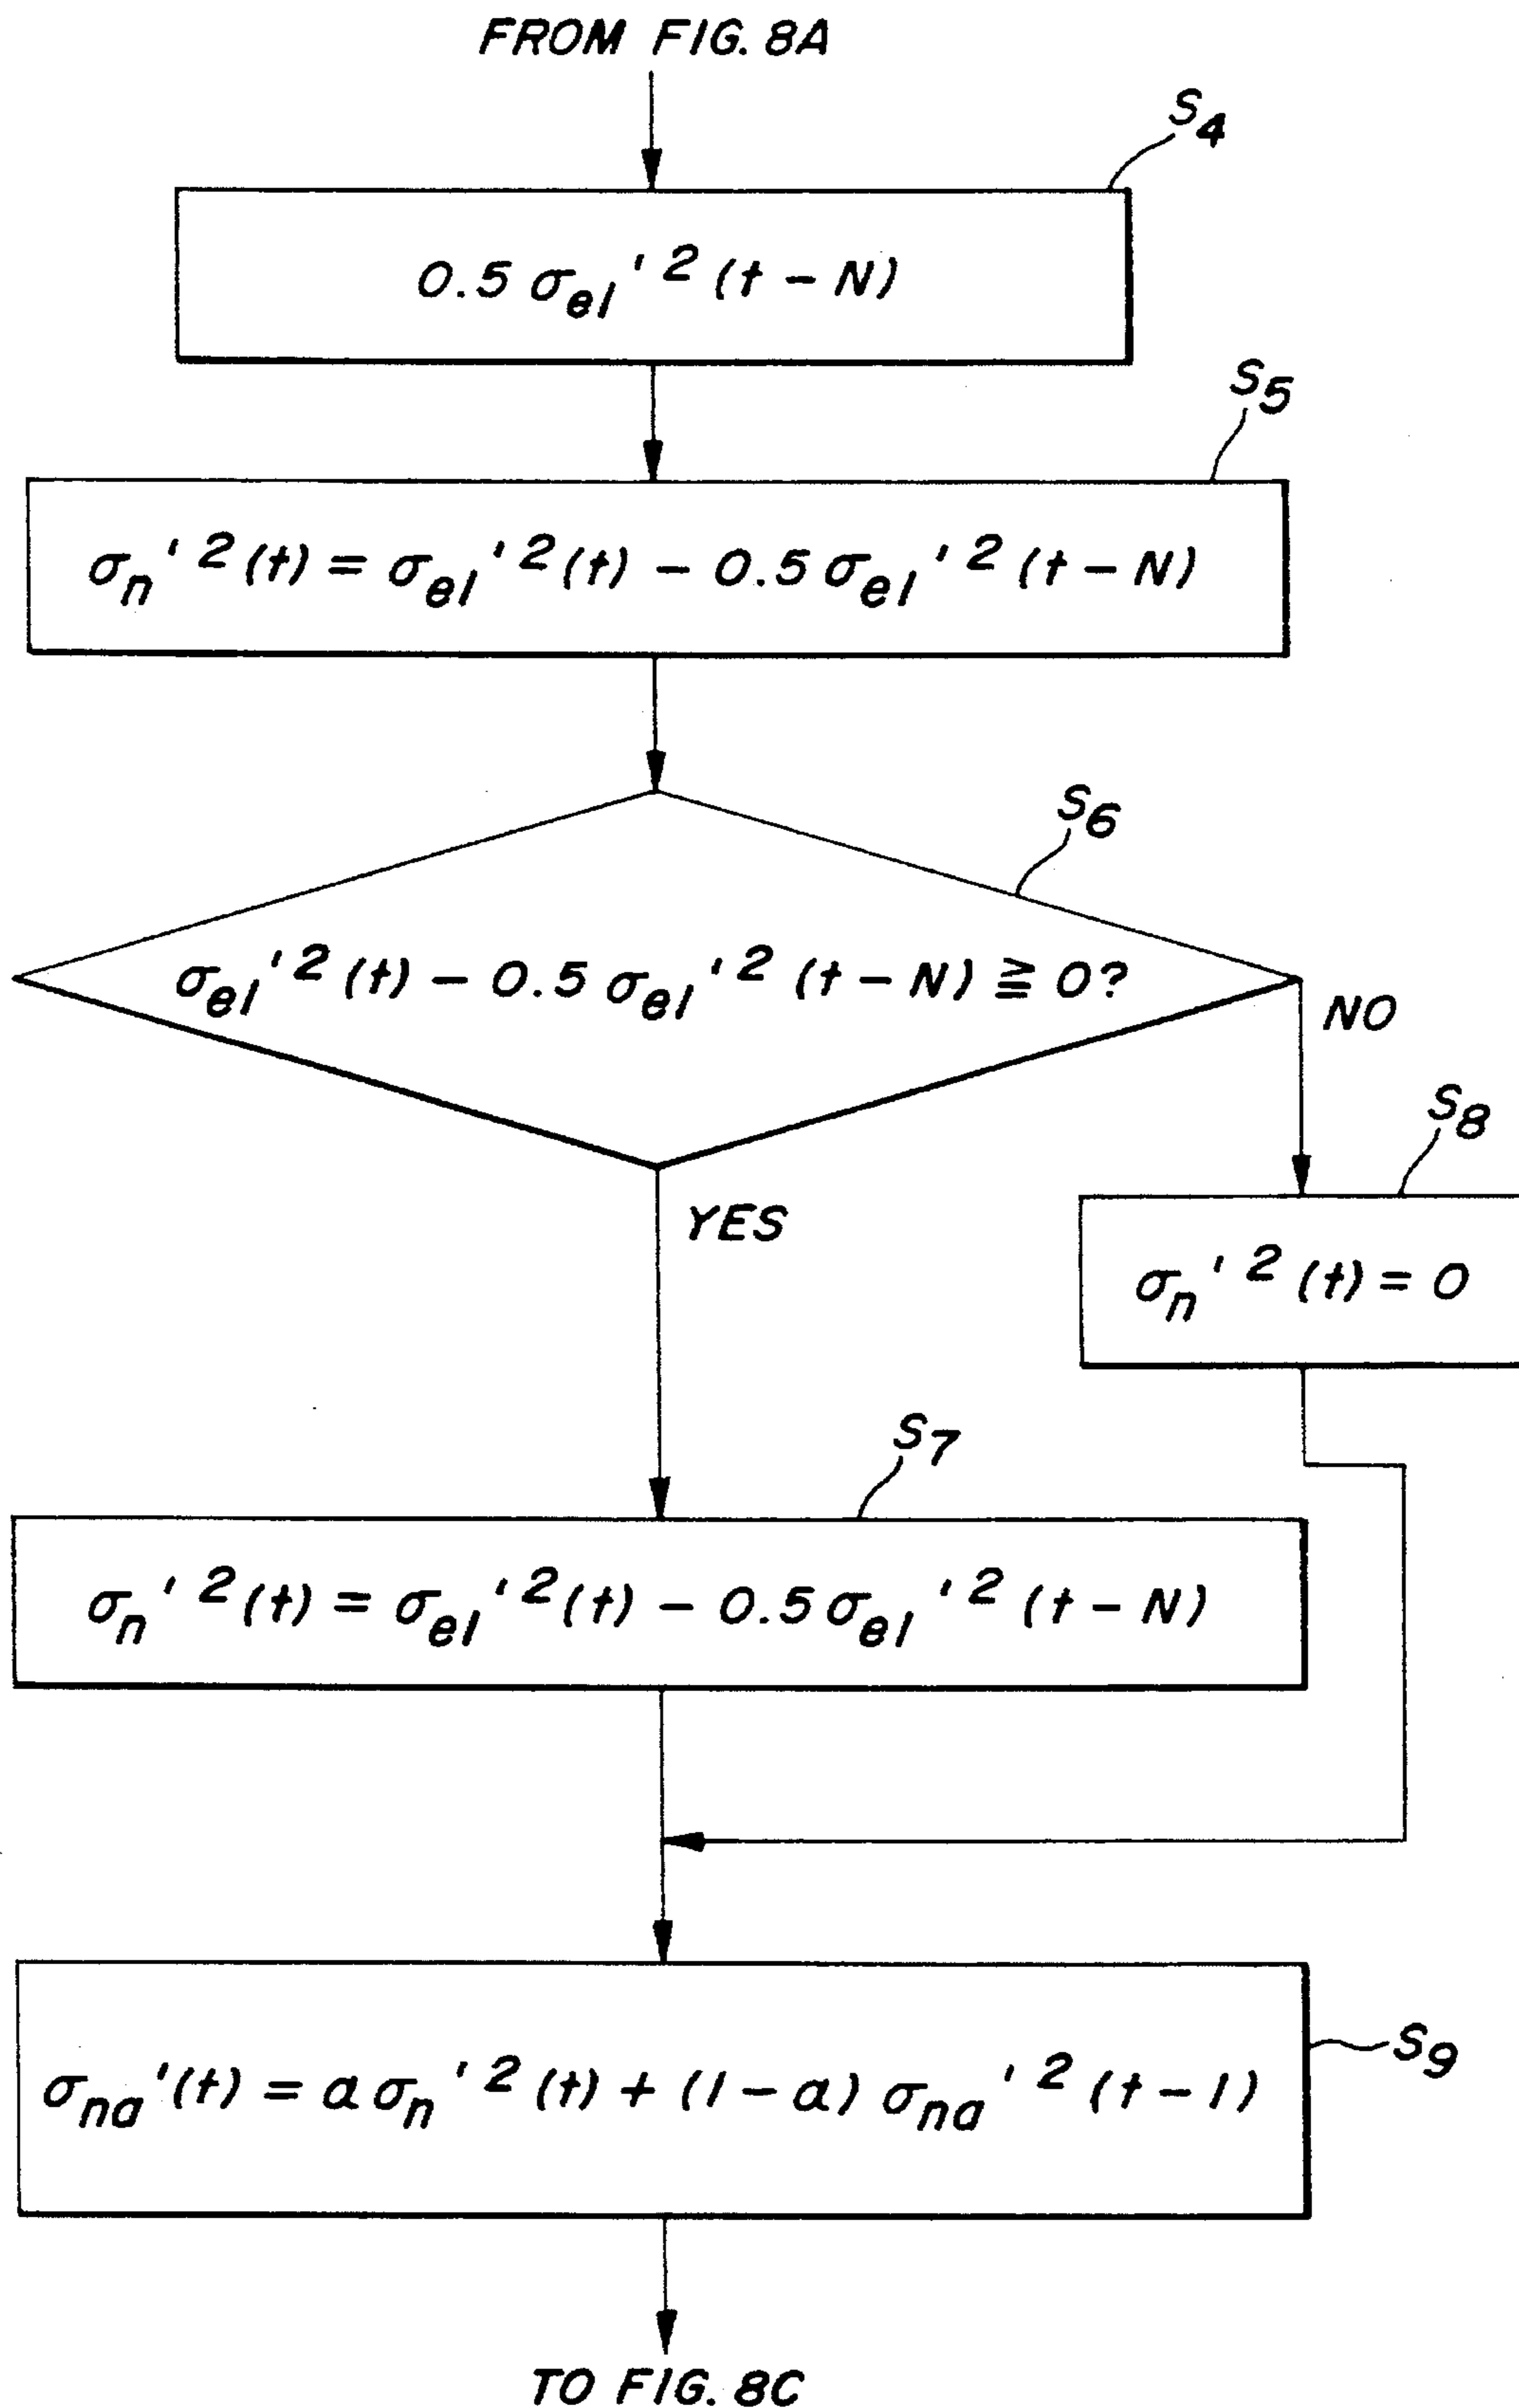 FROM FIG. 8A
S4
0.5 σel'2 (t – N)
S5
σn'2(t) = σel'2(t) – 0.5 σel'2 (t – N)
S6
σel'2 (t) – 0.5 σel'2 (t – N) ≧ 0?
NO
S8
YES
σn'2 (t) = 0
S7
σn'2(t) = σel'2(t) – 0.5 σel'2 (t – N)
S9
σna'(t) = α σn'2 (t) + (1 – α) σna'2 (t – 1)
TO FIG. 8C